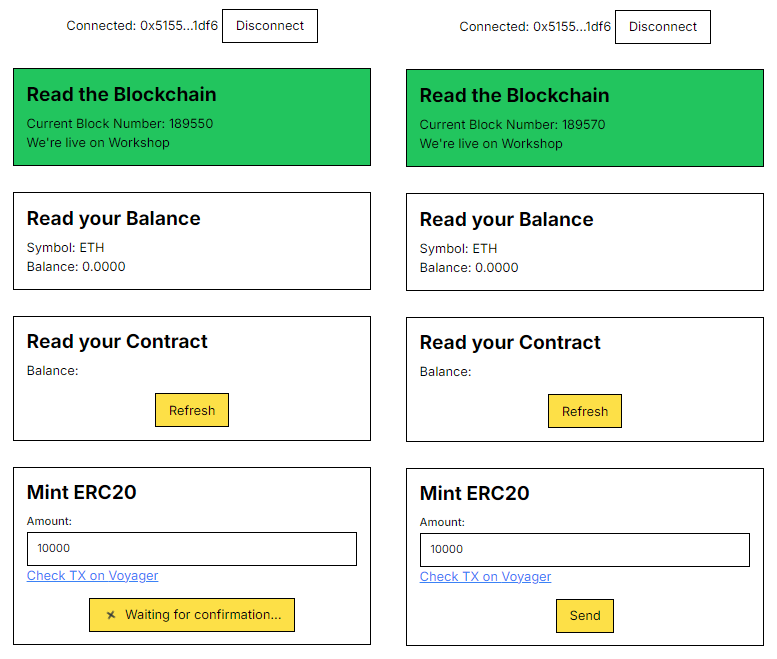 Connected: 0x5155...1df6 Disconnect
Read the Blockchain
Current Block Number: 189550
We're live on Workshop
Read your Balance
Symbol: ETH
Balance: 0.0000
Read your Contract
Balance:
Refresh
Mint ERC20
Amount:
10000
Check TX on Voyager
Waiting for confirmation...
Connected: 0x5155...1df6 Disconnect
Read the Blockchain
Current Block Number: 189570
We're live on Workshop
Read your Balance
Symbol: ETH
Balance: 0.0000
Read your Contract
Balance:
Refresh
Mint ERC20
Amount:
10000
Check TX on Voyager
Send